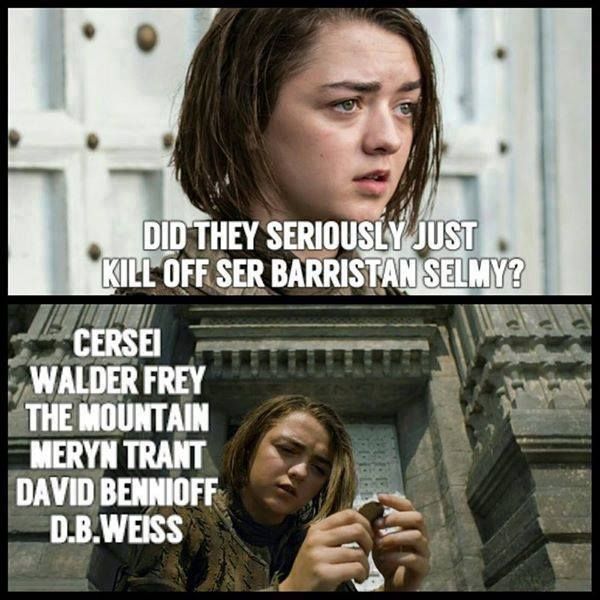 DID THEY SERIOUSLY JUST
KILL OFF SER BARRISTAN SELMY?
CERSEI
WALDER FREY
THE MOUNTAIN
MERYN TRANT
DAVID BENNIOFF
D.B.WEISS